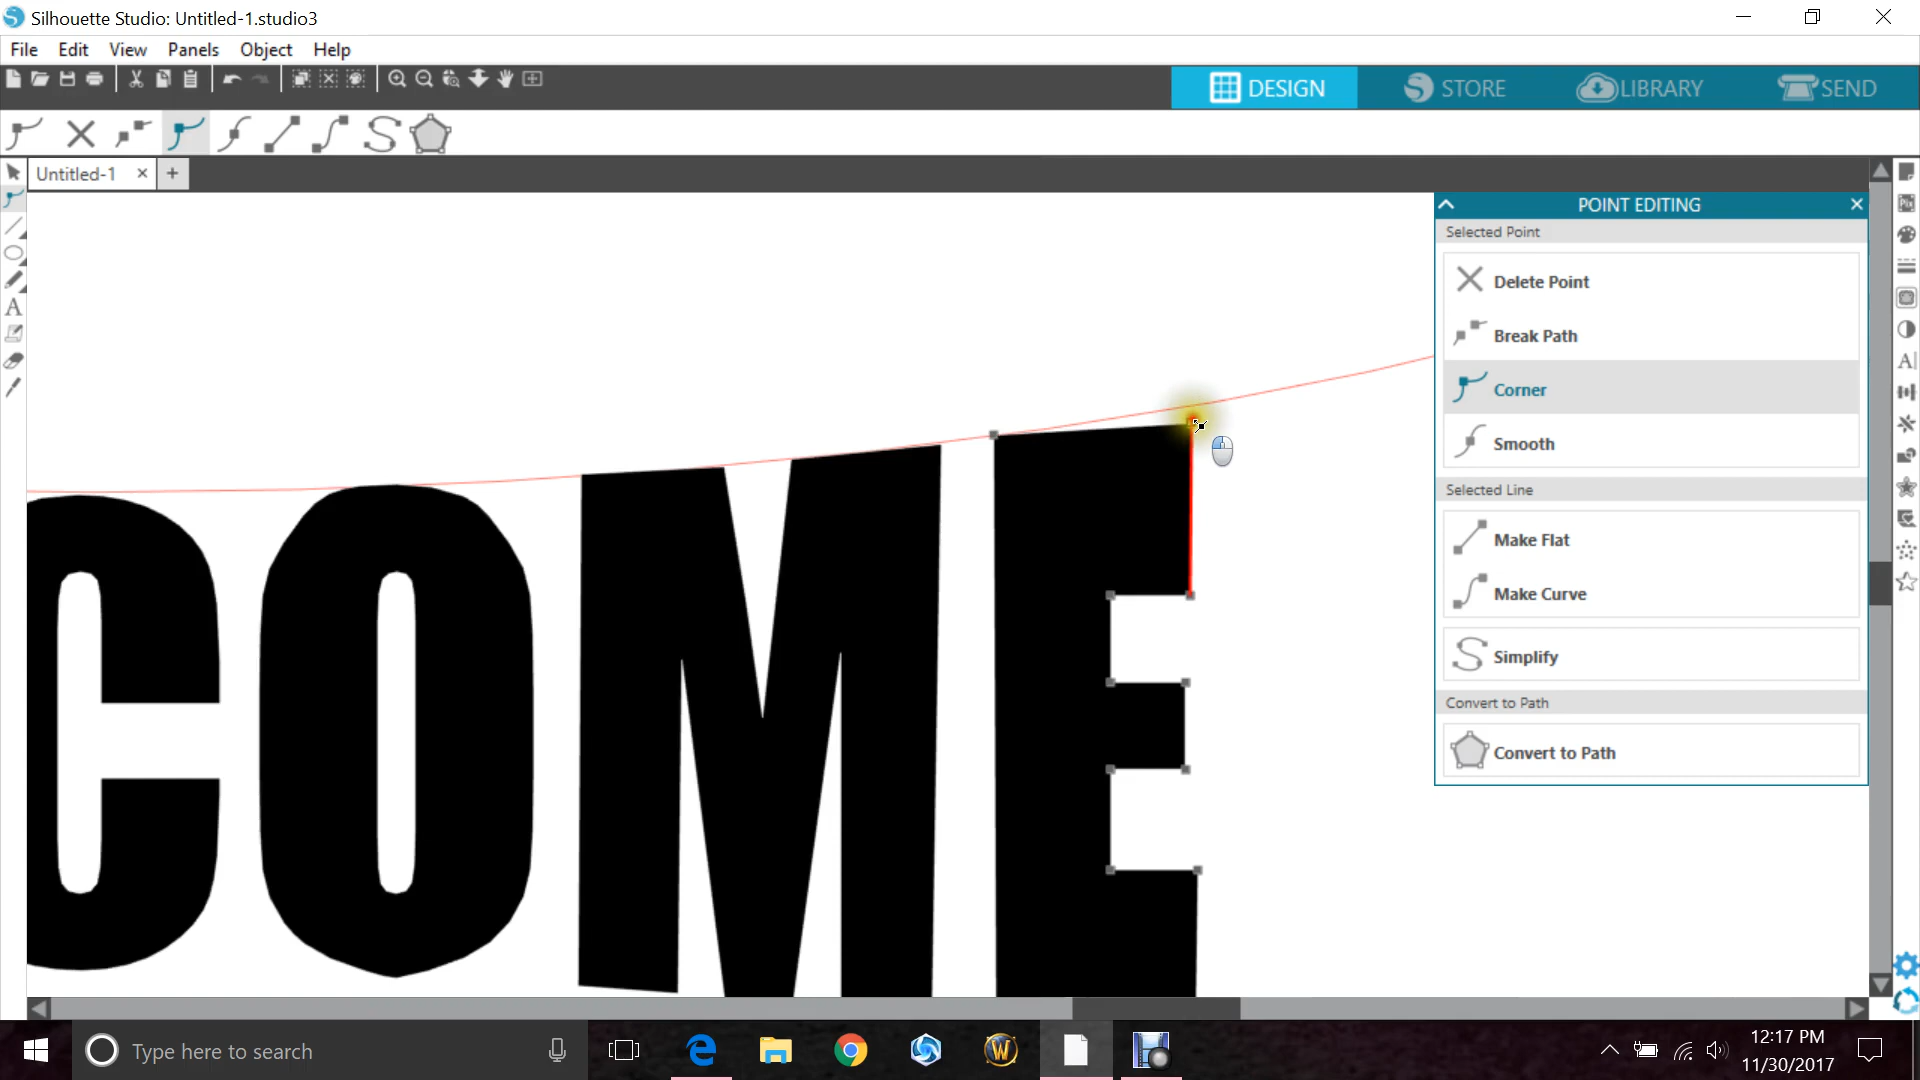 Silhouette Studio: Untitled-1.studio3
File Edit View Panels Object Help
DESIGN STORE LIBRARY SEND
Untitled-1
POINT EDITING
Selected Point
Delete Point
Break Path
Corner
Smooth
Selected Line
Make Flat
Make Curve
Simplify
Convert to Path
Convert to Path
COME
Type here to search
12:17 PM
11/30/2017